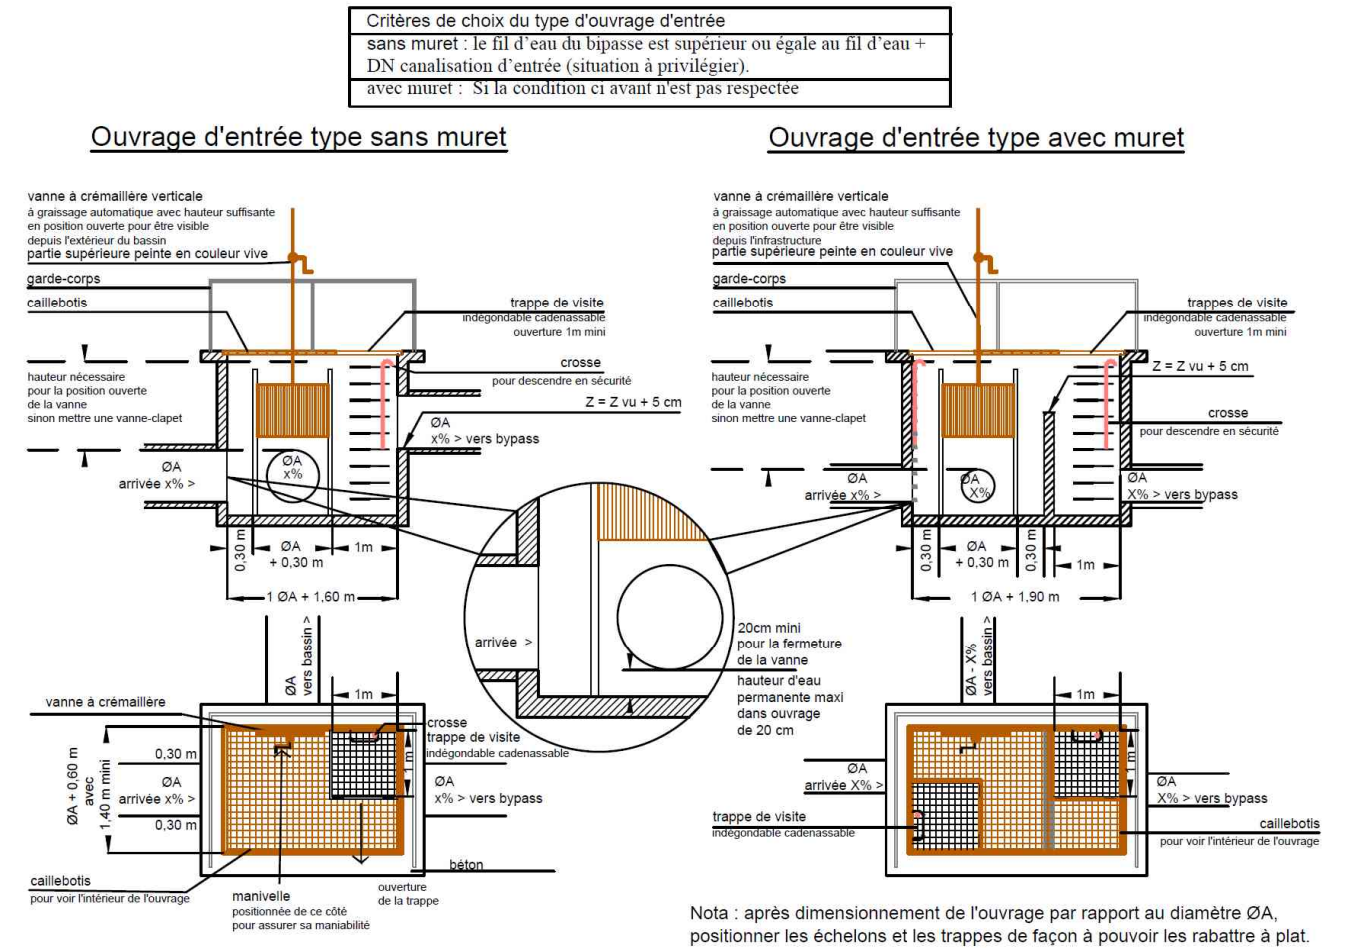 Critères de choix du type d'ouvrage d'entrée
sans muret : le fil d'eau du bipasse est supérieur ou égale au fil d'eau +
DN canalisation d'entrée (situation à privilégier).
avec muret : Si la condition ci avant n'est pas respectée
Ouvrage d'entrée type sans muret
vanne à crémaillère verticale
à graissage automatique avec hauteur suffisante
en position ouverte pour être visible
depuis l'extérieur du bassin
partie supérieure peinte en couleur vive
garde-corps
caillebotis
trappe de visite
indégondable cadenassable
ouverture 1m mini
hauteur nécessaire
pour la position ouverte
de la vanne
sinon mettre une vanne-clapet
crosse
pour descendre en sécurité
Z = Z vu + 5 cm
ØA
x% > vers bypass
ØA
arrivée x% >
ØA
x%
0,30 m
ØA
+ 0,30 m
1m
1 ØA + 1,60 m
ØA
vers bassin >
1m
vanne à crémaillère
crosse
trappe de visite
indégondable cadenassable
1 m
ØA + 0,60 m
avec
1,40 m mini
0,30 m
ØA
arrivée x% >
0,30 m
ØA
x% > vers bypass
béton
caillebotis
pour voir l'intérieur de l'ouvrage
manivelle
positionnée de ce côté
pour assurer sa maniabilité
ouverture
de la trappe
arrivée >
20cm mini
pour la fermeture
de la vanne
hauteur d'eau
permanente maxi
dans ouvrage
de 20 cm
Ouvrage d'entrée type avec muret
vanne à crémaillère verticale
à graissage automatique avec hauteur suffisante
en position ouverte pour être visible
depuis l'infrastructure
partie supérieure peinte en couleur vive
garde-corps
caillebotis
trappes de visite
indégondable cadenassable
ouverture 1m mini
hauteur nécessaire
pour la position ouverte
de la vanne
sinon mettre une vanne-clapet
Z = Z vu + 5 cm
crosse
pour descendre en sécurité
ØA
arrivée x% >
ØA
X%
ØA
X% > vers bypass
0,30 m
ØA
+ 0,30 m
0,30 m
1m
1 ØA + 1,90 m
ØA - X%
vers bassin >
1m
1 m
ØA
arrivée X% >
ØA
X% > vers bypass
trappe de visite
indégondable cadenassable
caillebotis
pour voir l'intérieur de l'ouvrage
Nota : après dimensionnement de l'ouvrage par rapport au diamètre ØA,
positionner les échelons et les trappes de façon à pouvoir les rabattre à plat.